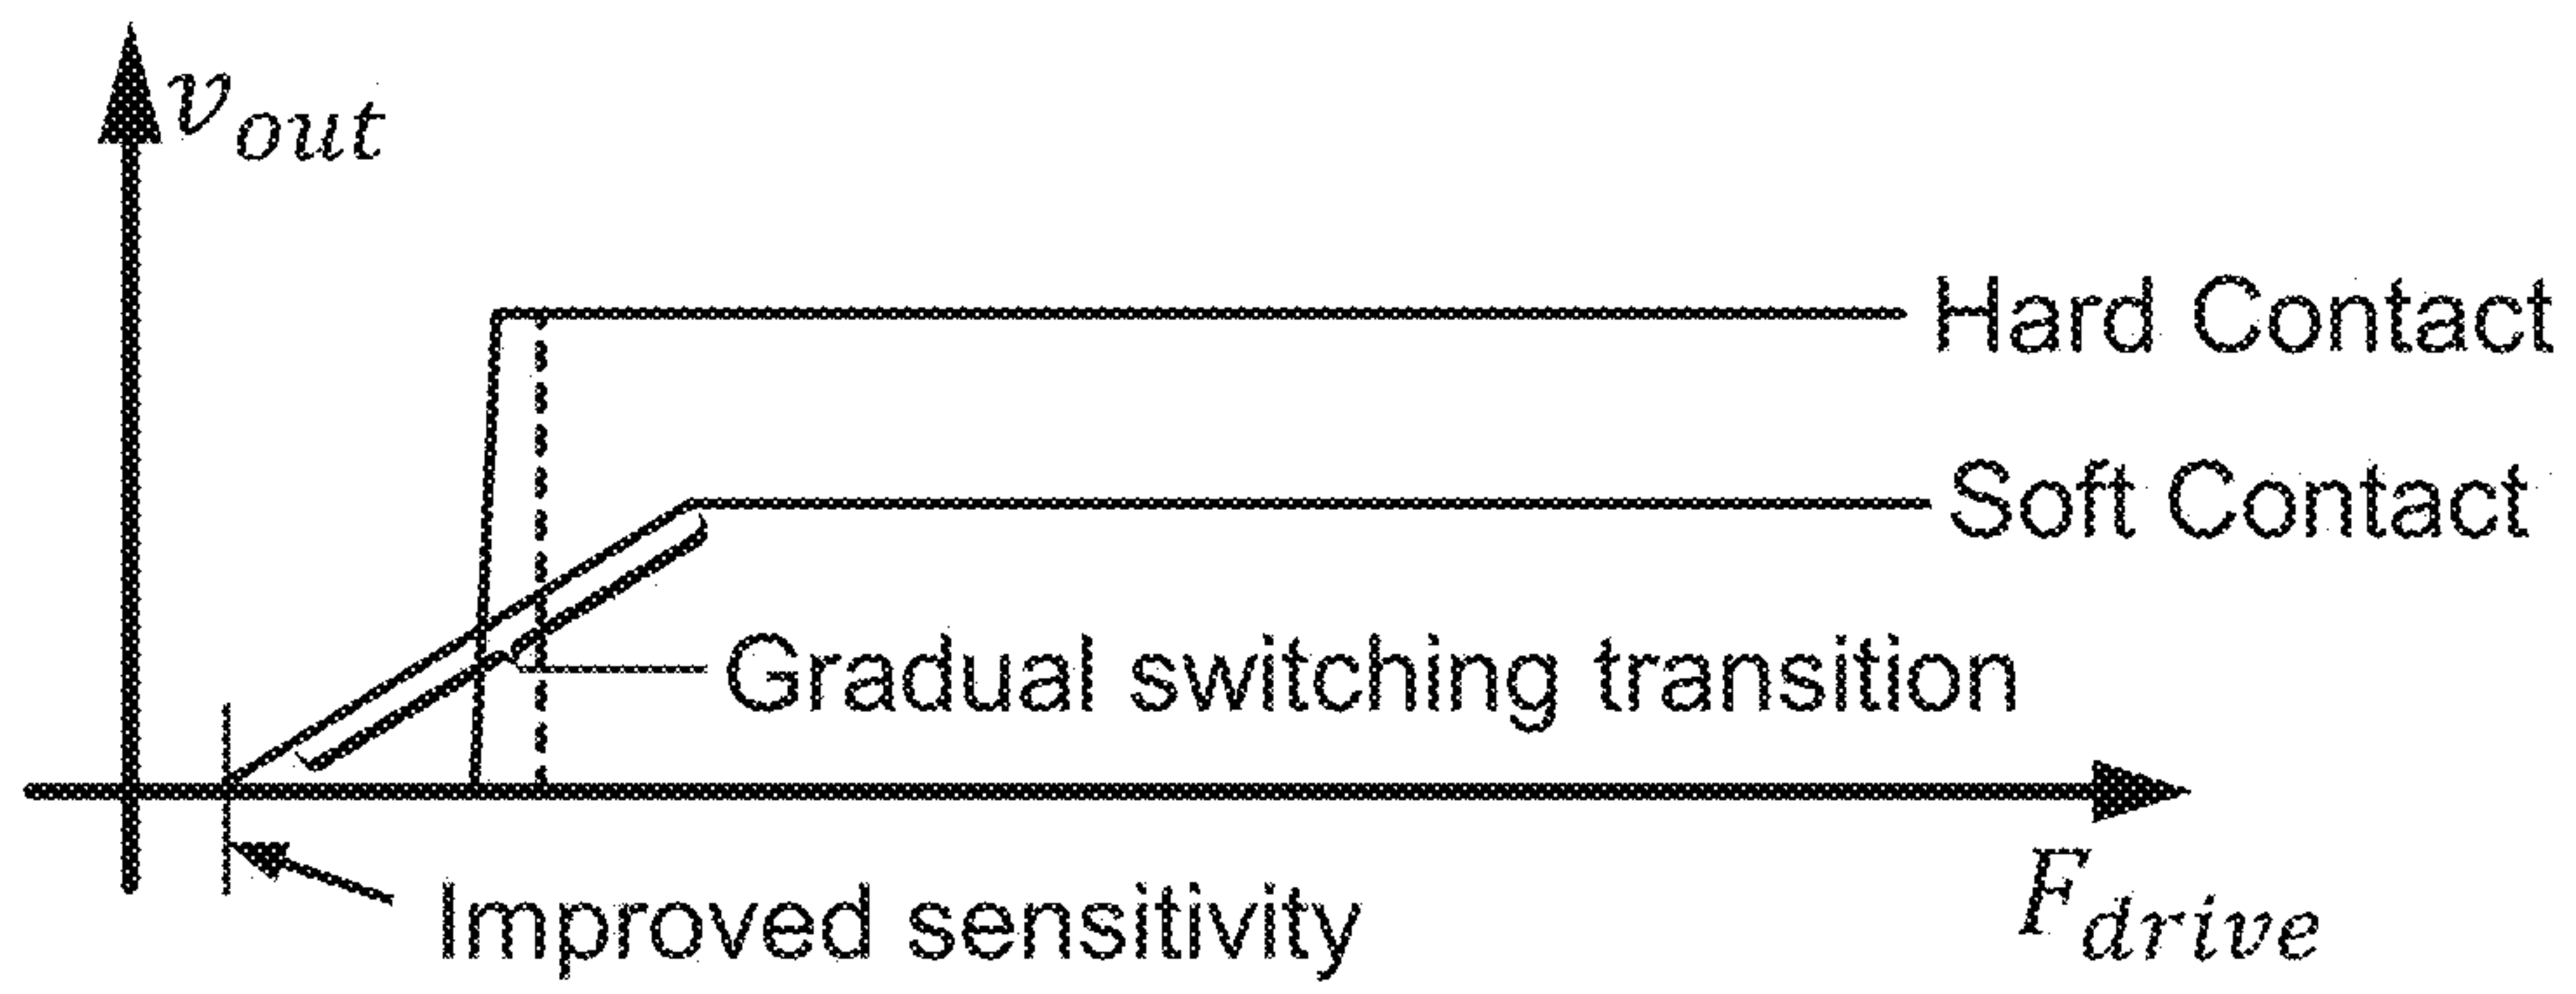 v_out
Hard Contact
Soft Contact
Gradual switching transition
Improved sensitivity
F_drive